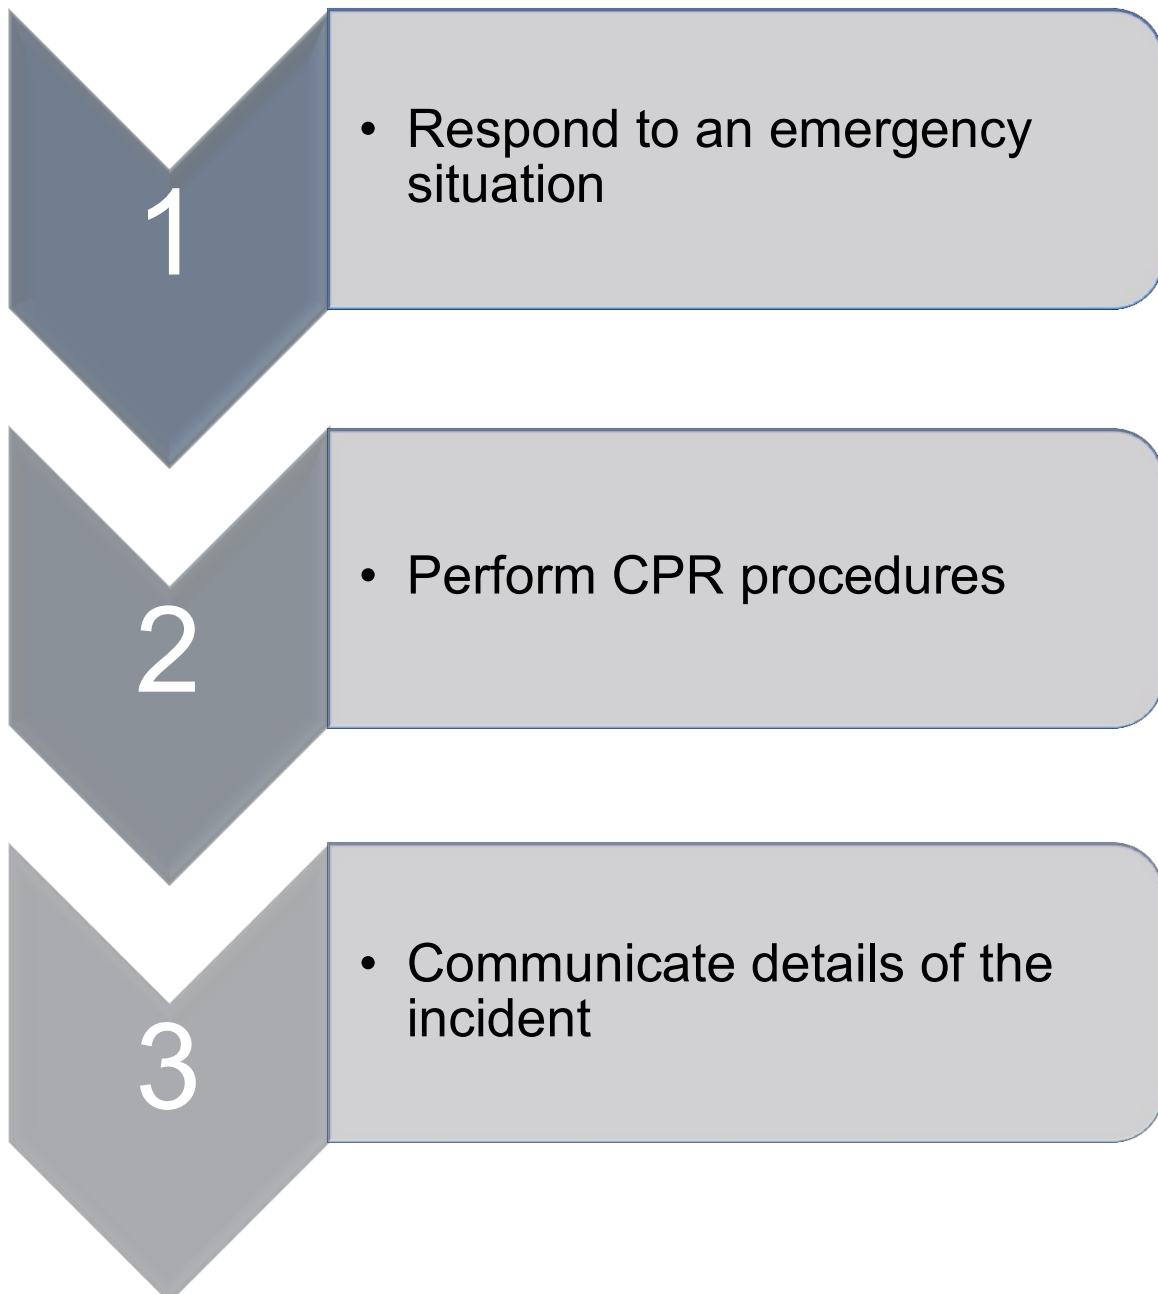 1
• Respond to an emergency
situation
2
• Perform CPR procedures
3
• Communicate details of the
incident